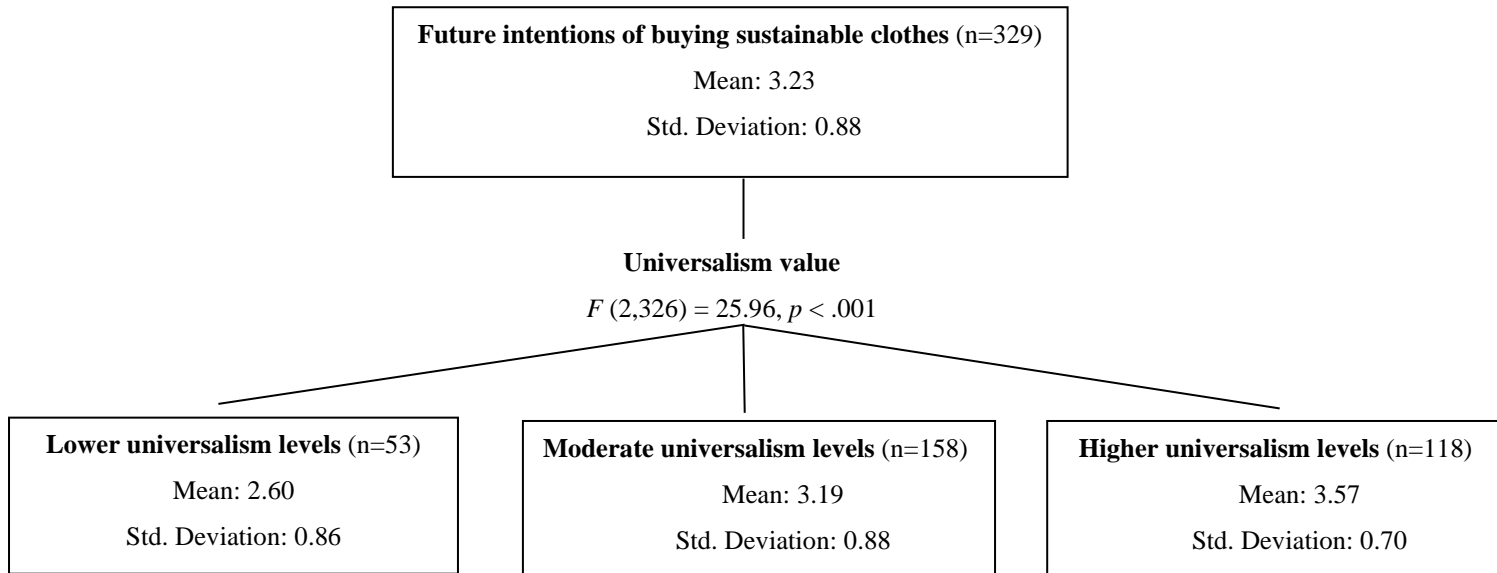 Future intentions of buying sustainable clothes (n=329)
Mean: 3.23
Std. Deviation: 0.88
Universalism value
F (2,326) = 25.96, p < .001
Lower universalism levels (n=53)
Mean: 2.60
Std. Deviation: 0.86
Moderate universalism levels (n=158)
Mean: 3.19
Std. Deviation: 0.88
Higher universalism levels (n=118)
Mean: 3.57
Std. Deviation: 0.70